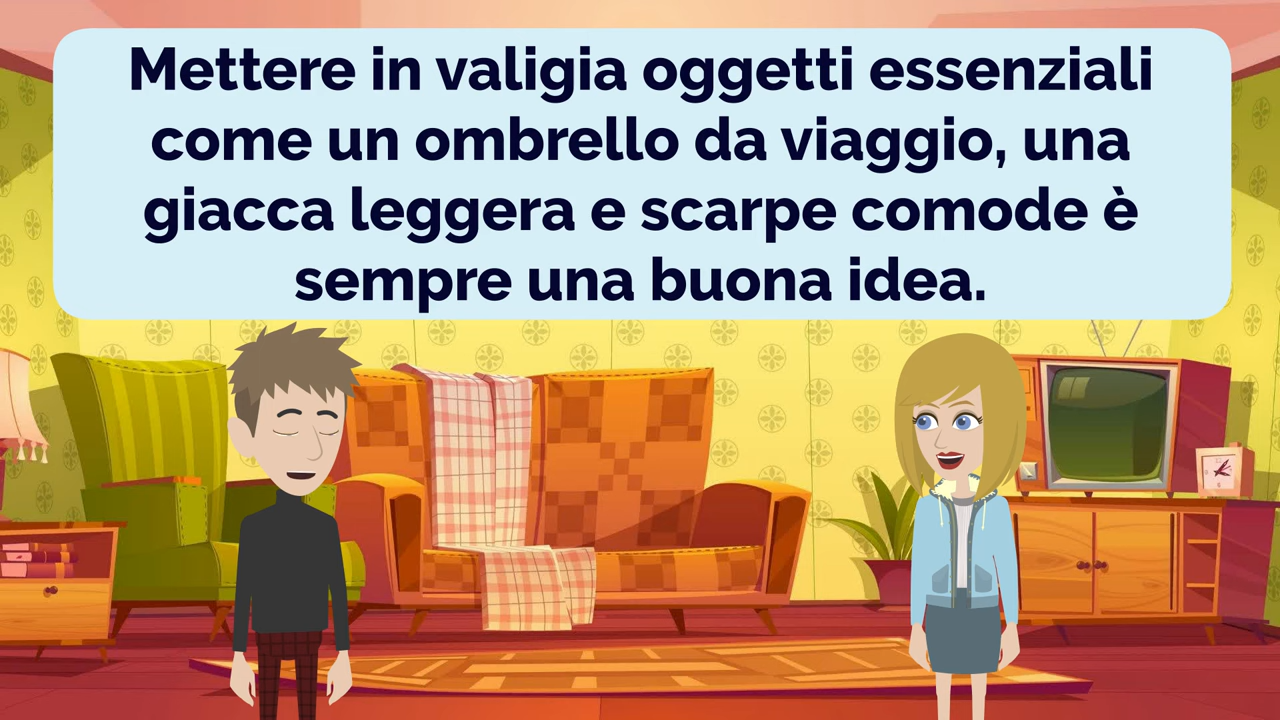 Mettere in valigia oggetti essenziali
come un ombrello da viaggio, una
giacca leggera e scarpe comode è
sempre una buona idea.